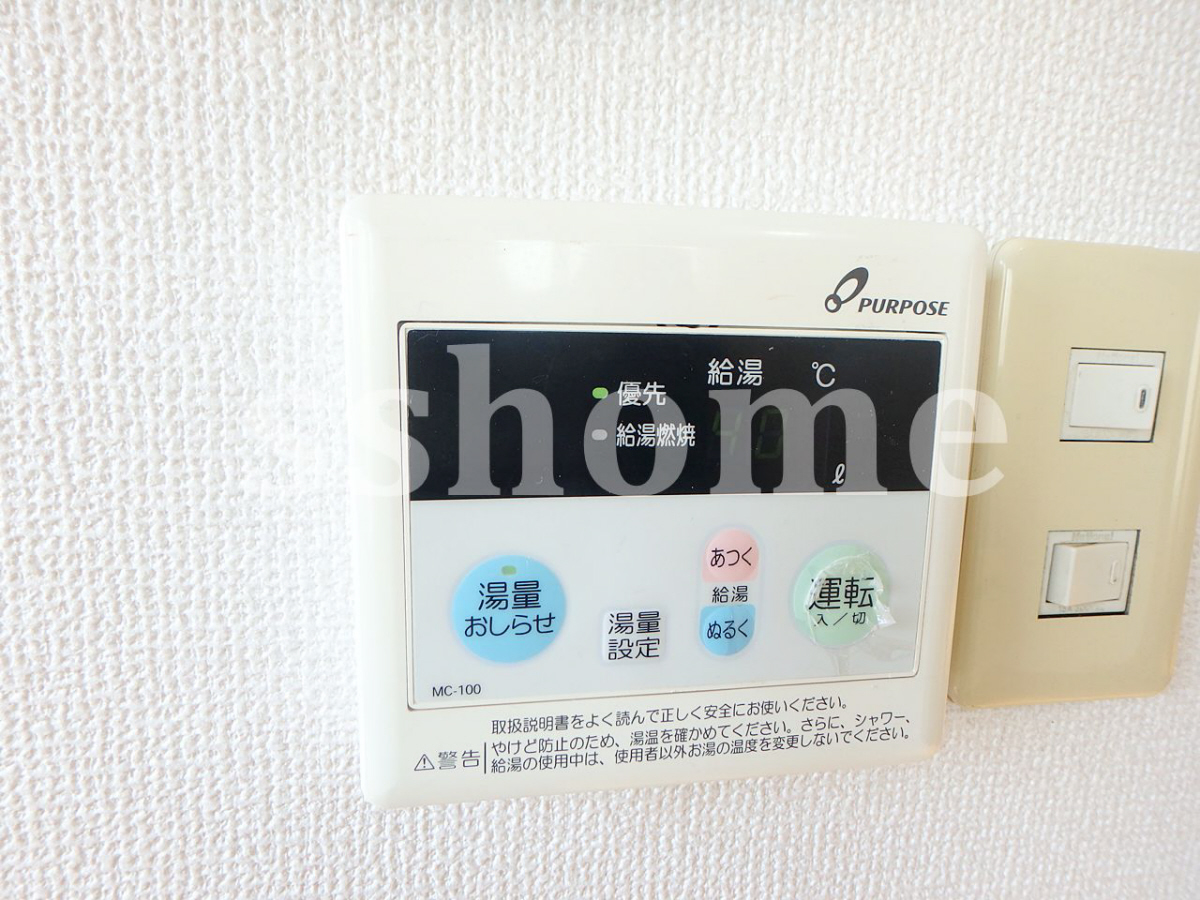 PURPOSE
給湯 ℃
優先
給湯燃焼
40
ℓ
ashome
あつく
給湯
ぬるく
湯量
おしらせ
湯量
設定
運転
入／切
MC-100
取扱説明書をよく読んで正しく安全にお使いください。
⚠警告
やけど防止のため、湯温を確かめてください。さらに、シャワー、
給湯の使用中は、使用者以外お湯の温度を変更しないでください。